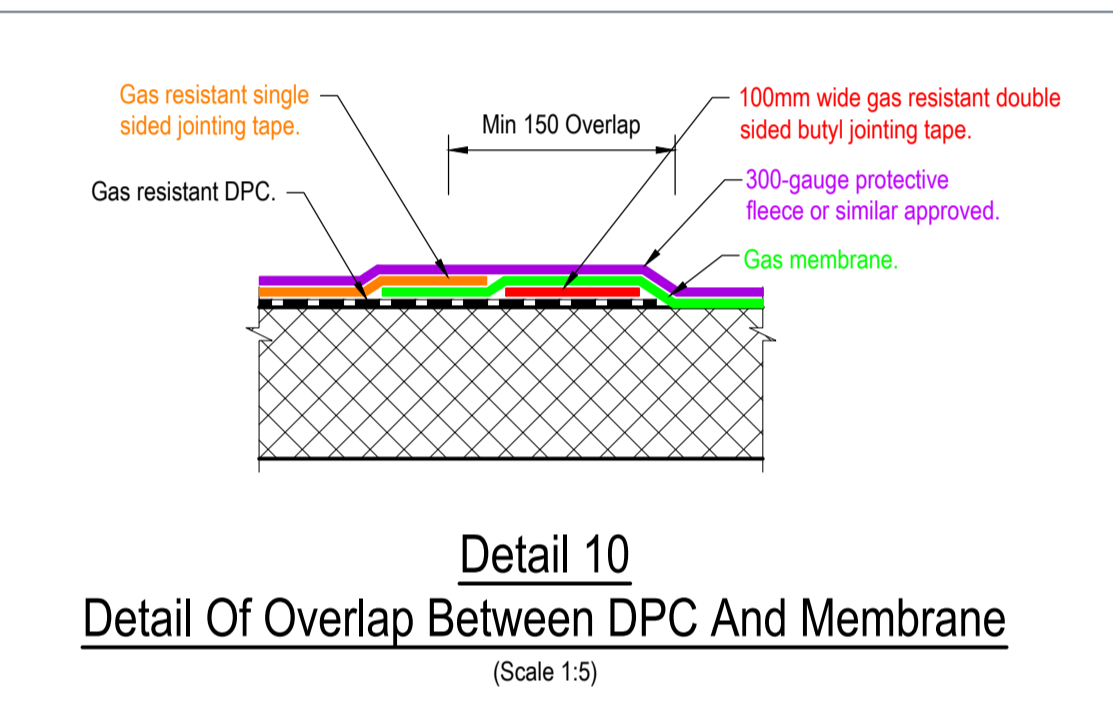 Gas resistant single
sided jointing tape.
Gas resistant DPC.
Min 150 Overlap
100mm wide gas resistant double
sided butyl jointing tape.
300-gauge protective
fleece or similar approved.
Gas membrane.
Detail 10
Detail Of Overlap Between DPC And Membrane
(Scale 1:5)